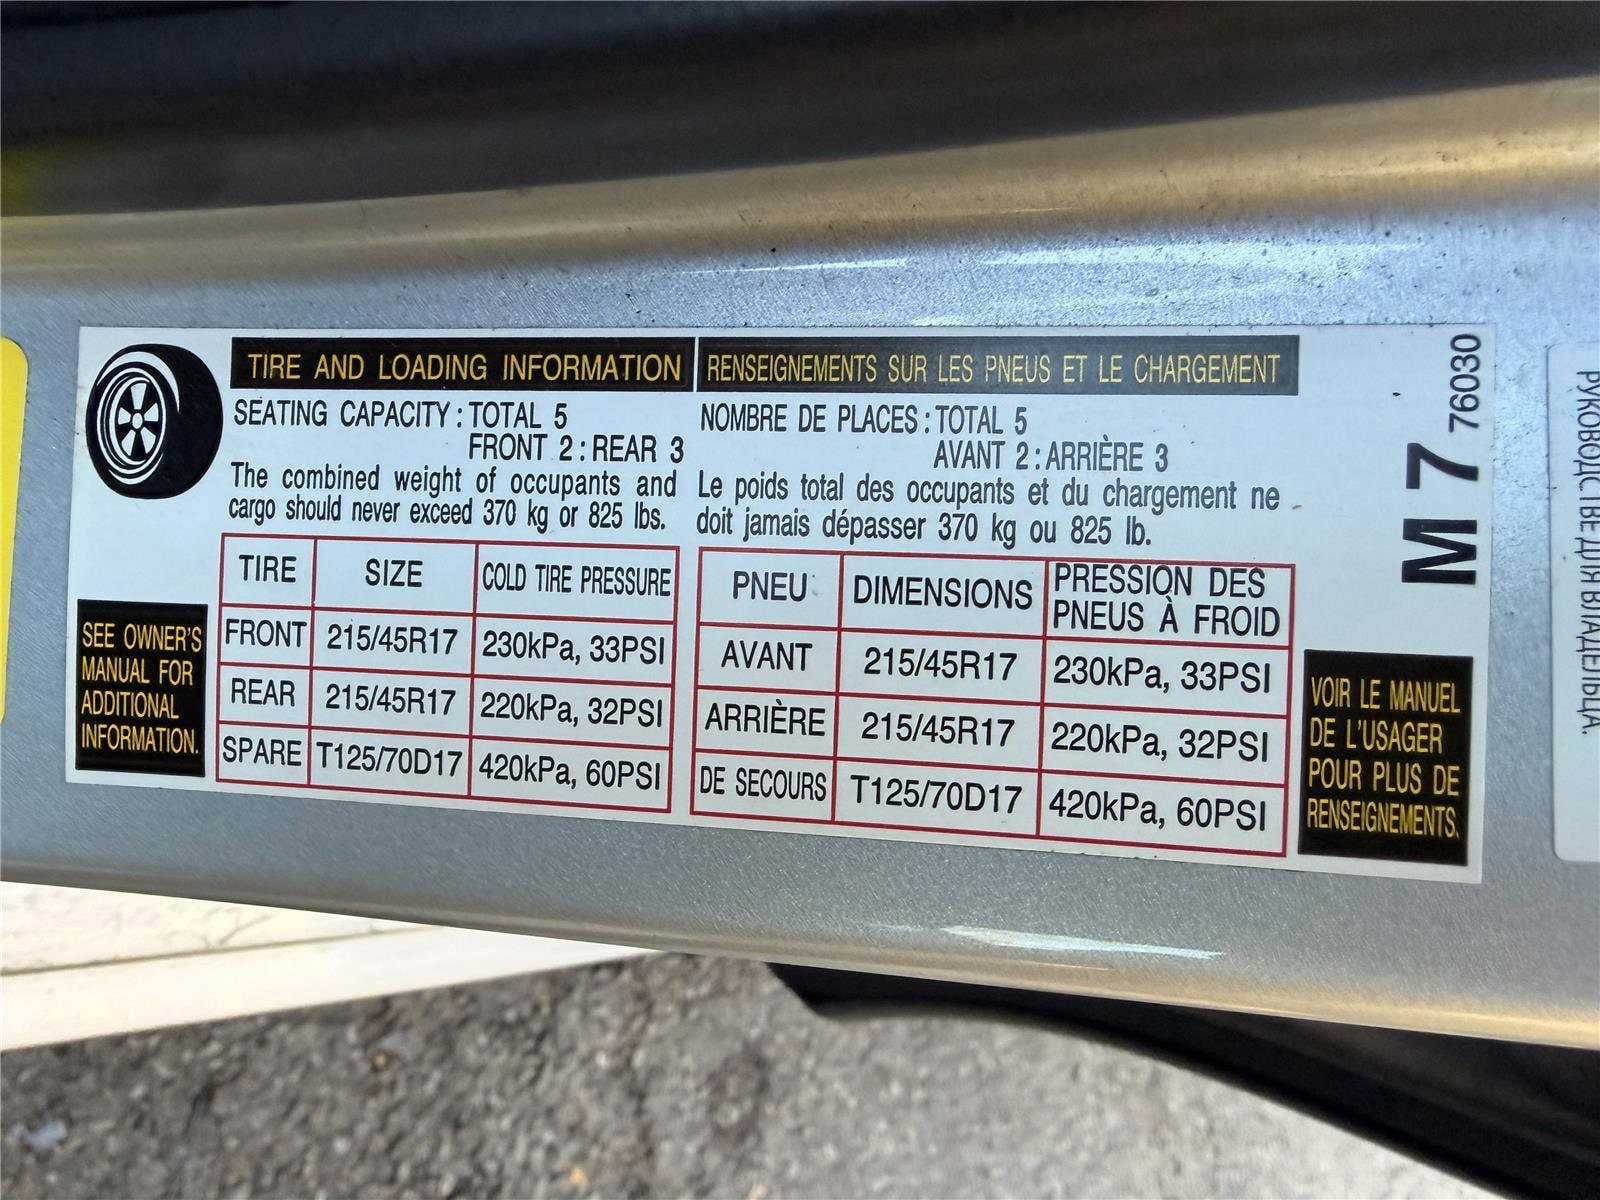 TIRE AND LOADING INFORMATION
SEATING CAPACITY : TOTAL 5
FRONT 2 : REAR 3
The combined weight of occupants and
cargo should never exceed 370 kg or 825 lbs.
TIRE SIZE COLD TIRE PRESSURE
FRONT 215/45R17 230kPa, 33PSI
REAR 215/45R17 220kPa, 32PSI
SPARE T125/70D17 420kPa, 60PSI
SEE OWNER'S
MANUAL FOR
ADDITIONAL
INFORMATION.
RENSEIGNEMENTS SUR LES PNEUS ET LE CHARGEMENT
NOMBRE DE PLACES : TOTAL 5
AVANT 2 : ARRIÈRE 3
Le poids total des occupants et du chargement ne
doit jamais dépasser 370 kg ou 825 lb.
PNEU DIMENSIONS PRESSION DES
PNEUS À FROID
AVANT 215/45R17 230kPa, 33PSI
ARRIÈRE 215/45R17 220kPa, 32PSI
DE SECOURS T125/70D17 420kPa, 60PSI
VOIR LE MANUEL
DE L'USAGER
POUR PLUS DE
RENSEIGNEMENTS.
M 7 76030
РУКОВОДСТВЕ ДЛЯ ВЛАДЕЛЬЦА.